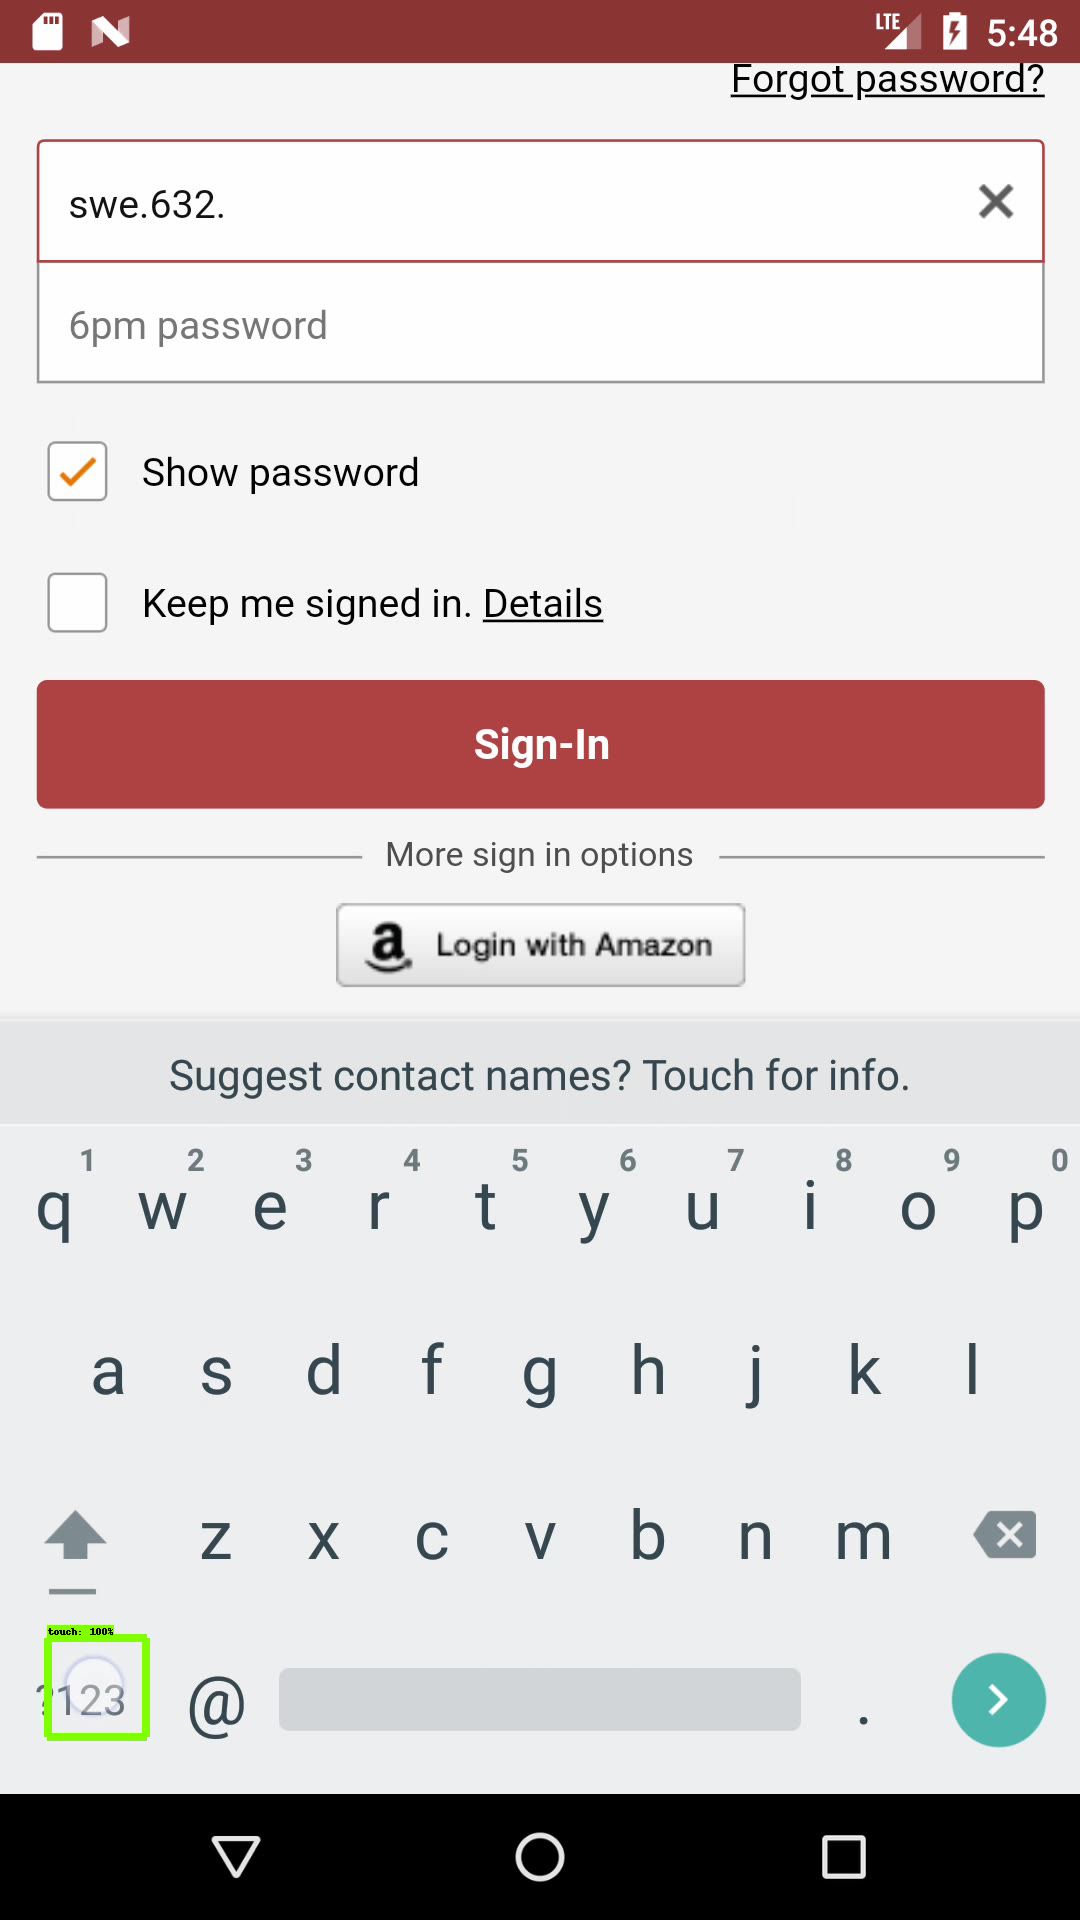 LTE 5:48
Forgot password?
swe.632.
6pm password
Show password
Keep me signed in. Details
Sign-In
More sign in options
a Login with Amazon
Suggest contact names? Touch for info.
1 2 3 4 5 6 7 8 9 0
q w e r t y u i o p
a s d f g h j k l
z x c v b n m
touch: 100%
?123 @ .